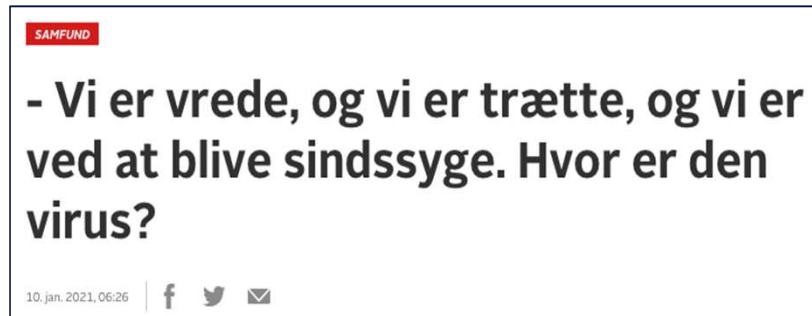 SAMFUND
- Vi er vrede, og vi er trætte, og vi er
ved at blive sindssyge. Hvor er den
virus?
10. jan. 2021, 06:26